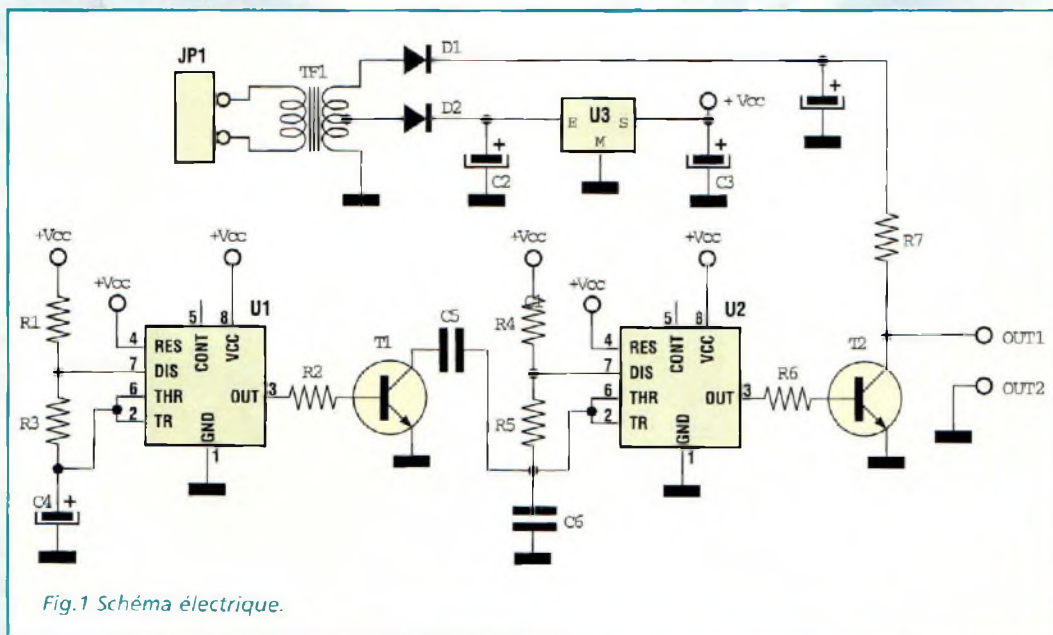 JP1
TF1
D1
D2
E U3 S
M
+ Vcc
+
+
C2
+
C3
R7
+Vcc
+Vcc
+Vcc
R1
R3
C4 +
U1
5 8
4 RES CONT VCC
7 DIS
6 THR OUT 3
2 TR GND
1
R2
T1
C5
+Vcc
+Vcc
+Vcc
R4
R5
C6
U2
5 8
4 RES CONT VCC
7 DIS
6 THR OUT 3
2 TR GND
1
R6
T2
OUT1
OUT2
Fig.1 Schéma électrique.